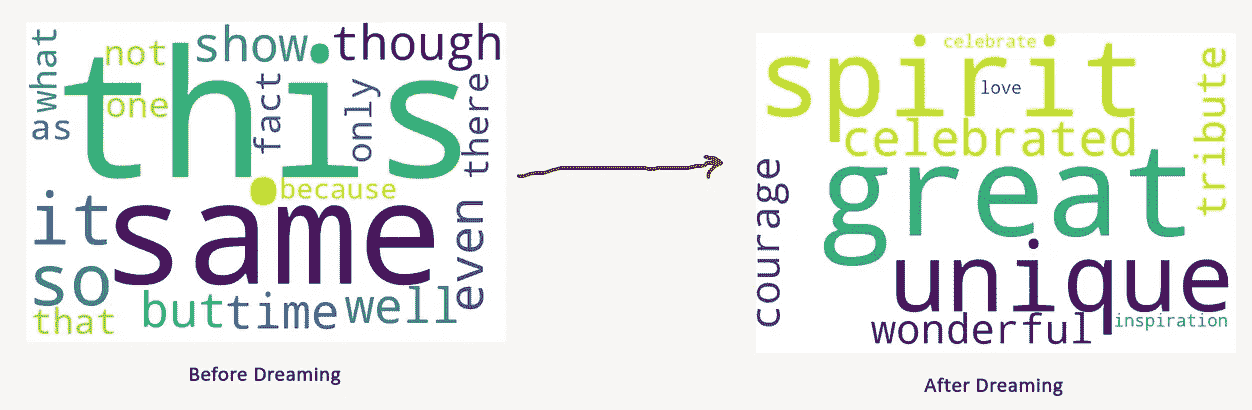 what
not
show
though
this
one
as
fact
only
there
because
it
same
even
so
that
but
time
well
Before Dreaming
celebrate
spirit
love
tribute
celebrated
great
courage
unique
wonderful
inspiration
After Dreaming